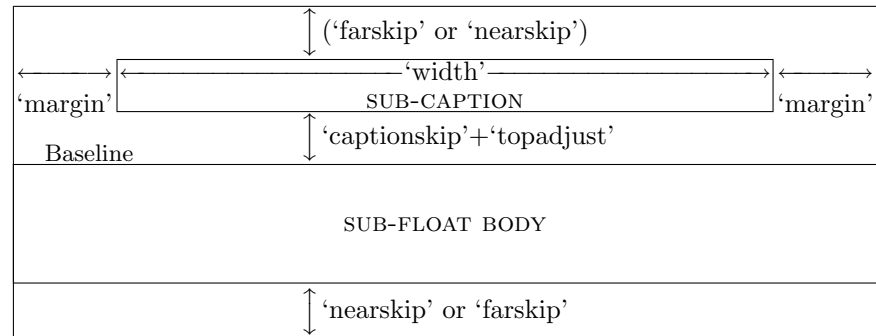 (‘farskip’ or ‘nearskip’)
‘width’
‘margin’ SUB-CAPTION ‘margin’
‘captionskip’+‘topadjust’
Baseline
SUB-FLOAT BODY
‘nearskip’ or ‘farskip’